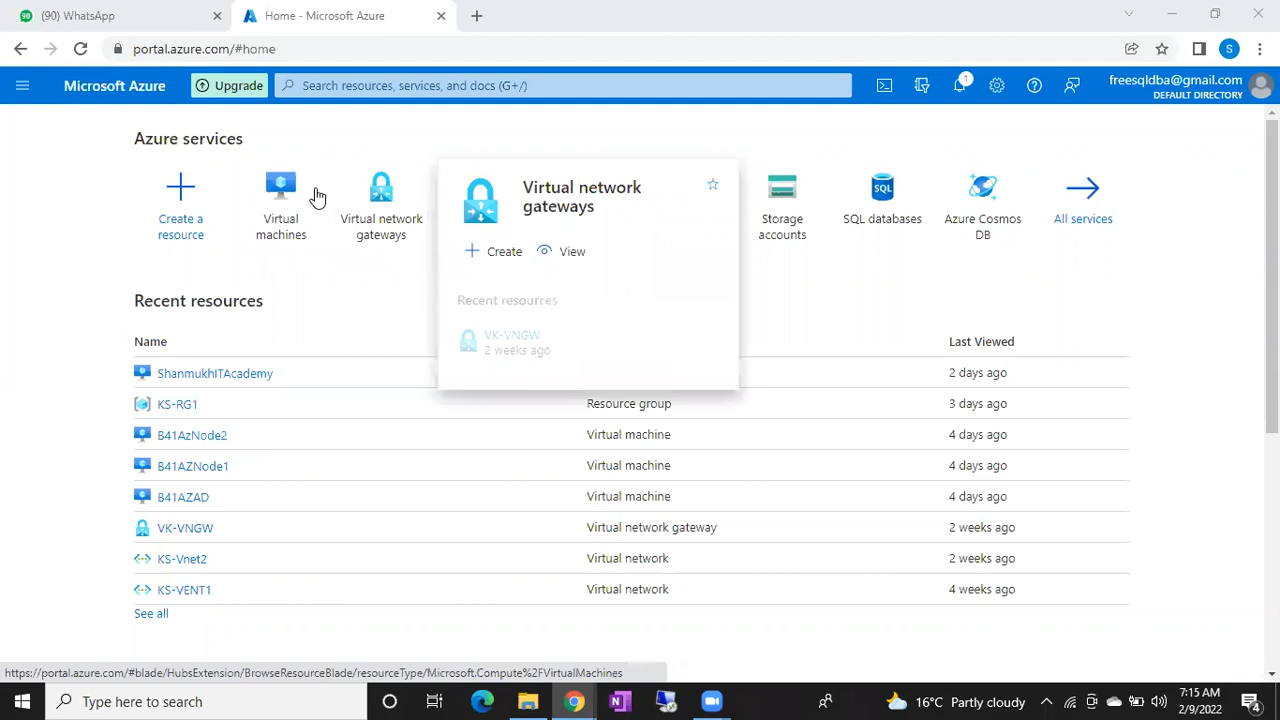 (90) WhatsApp
Home - Microsoft Azure
portal.azure.com/#home
S
Microsoft Azure
Upgrade
Search resources, services, and docs (G+/)
1
freesqldba@gmail.com
DEFAULT DIRECTORY
Azure services
Create a
resource
Virtual
machines
Virtual network
gateways
Virtual network
gateways
Create
View
Recent resources
VK-VNGW
2 weeks ago
Storage
accounts
SQL databases
Azure Cosmos
DB
All services
Recent resources
Name
Last Viewed
ShanmukhITAcademy
2 days ago
KS-RG1
Resource group
3 days ago
B41AzNode2
Virtual machine
4 days ago
B41AZNode1
Virtual machine
4 days ago
B41AZAD
Virtual machine
4 days ago
VK-VNGW
Virtual network gateway
2 weeks ago
KS-Vnet2
Virtual network
2 weeks ago
KS-VENT1
Virtual network
4 weeks ago
See all
https://portal.azure.com/#blade/HubsExtension/BrowseResourceBlade/resourceType/Microsoft.Compute%2FVirtualMachines
Type here to search
16°C Partly cloudy
7:15 AM
2/9/2022
4